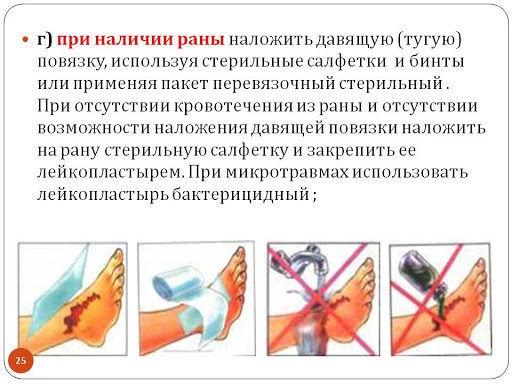 • г) при наличии раны наложить давящую (тугую)
повязку, используя стерильные салфетки и бинты
или применяя пакет перевязочный стерильный .
При отсутствии кровотечения из раны и отсутствии
возможности наложения давящей повязки наложить
на рану стерильную салфетку и закрепить ее
лейкопластырем. При микротравмах использовать
лейкопластырь бактерицидный ;
25